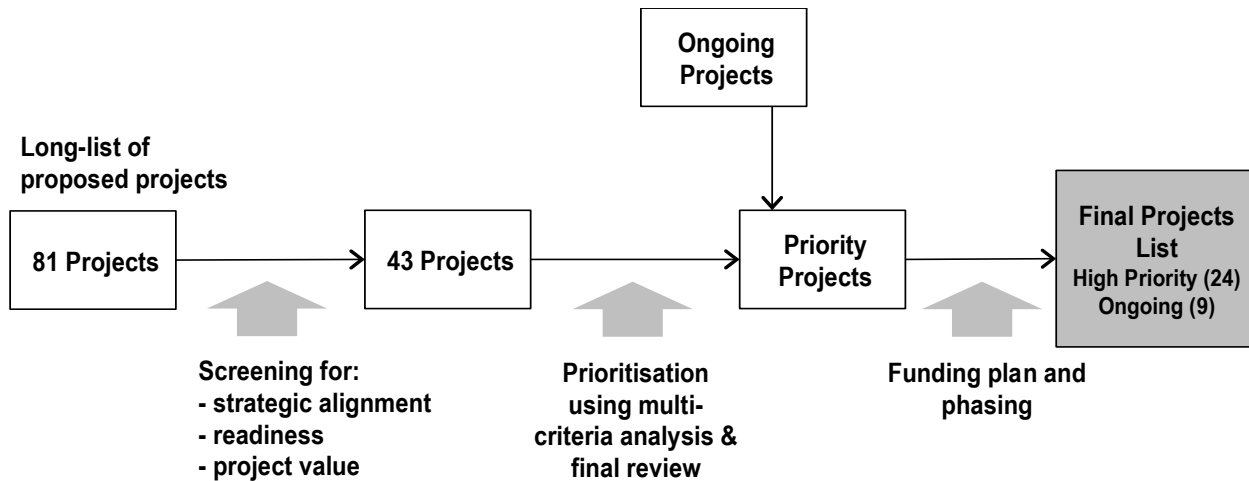 Ongoing
Projects
Long-list of
proposed projects
81 Projects
43 Projects
Priority
Projects
Final Projects
List
High Priority (24)
Ongoing (9)
Screening for:
- strategic alignment
- readiness
- project value
Prioritisation
using multi-
criteria analysis &
final review
Funding plan and
phasing